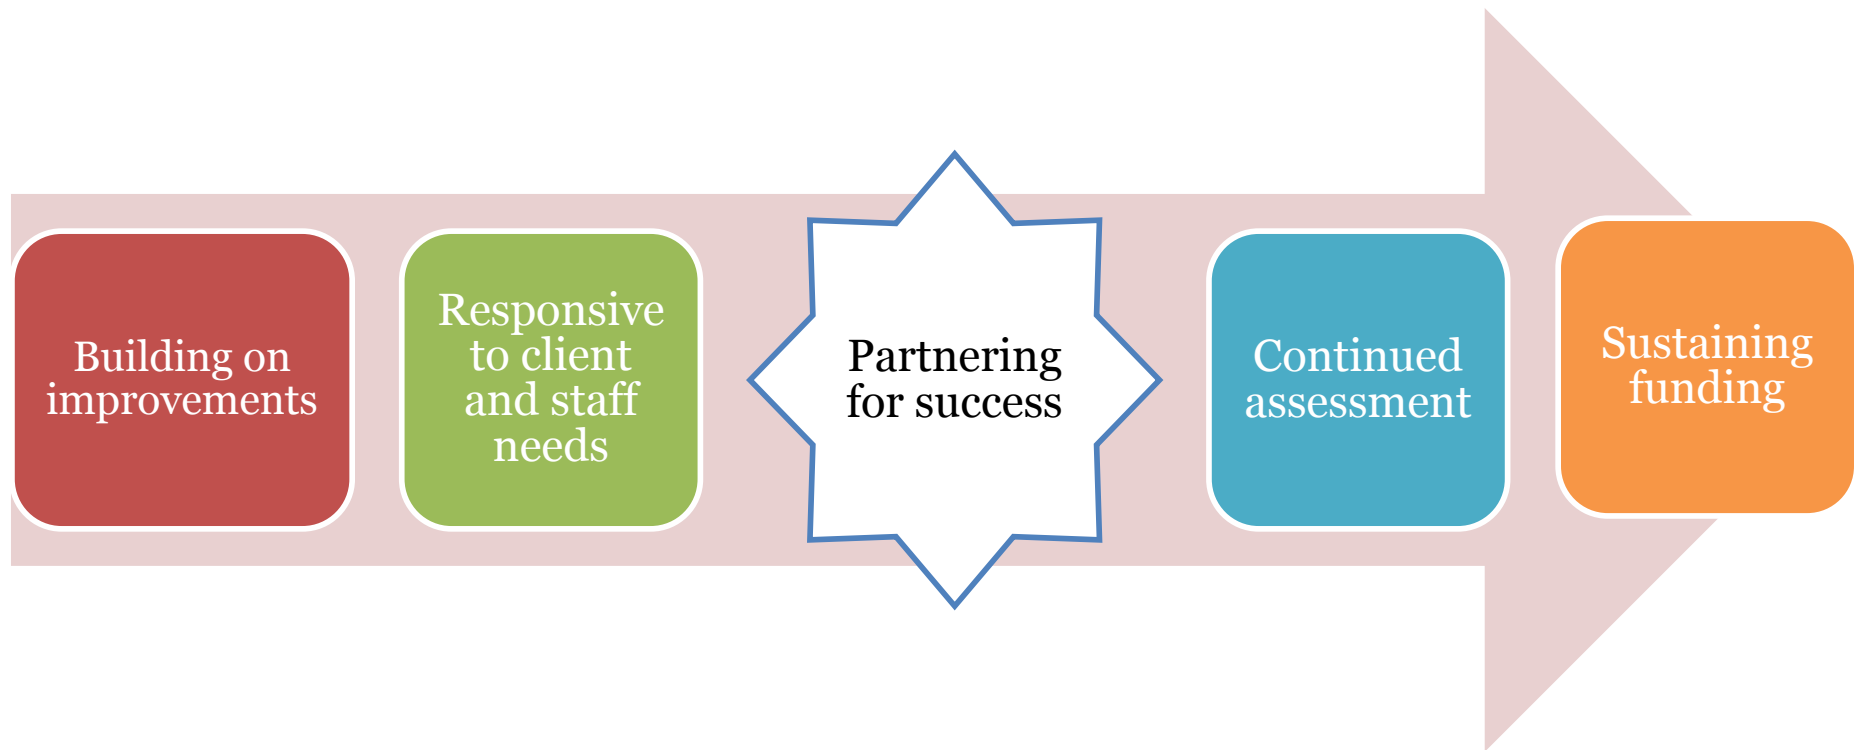 Building on
improvements
Responsive
to client
and staff
needs
Partnering
for success
Continued
assessment
Sustaining
funding